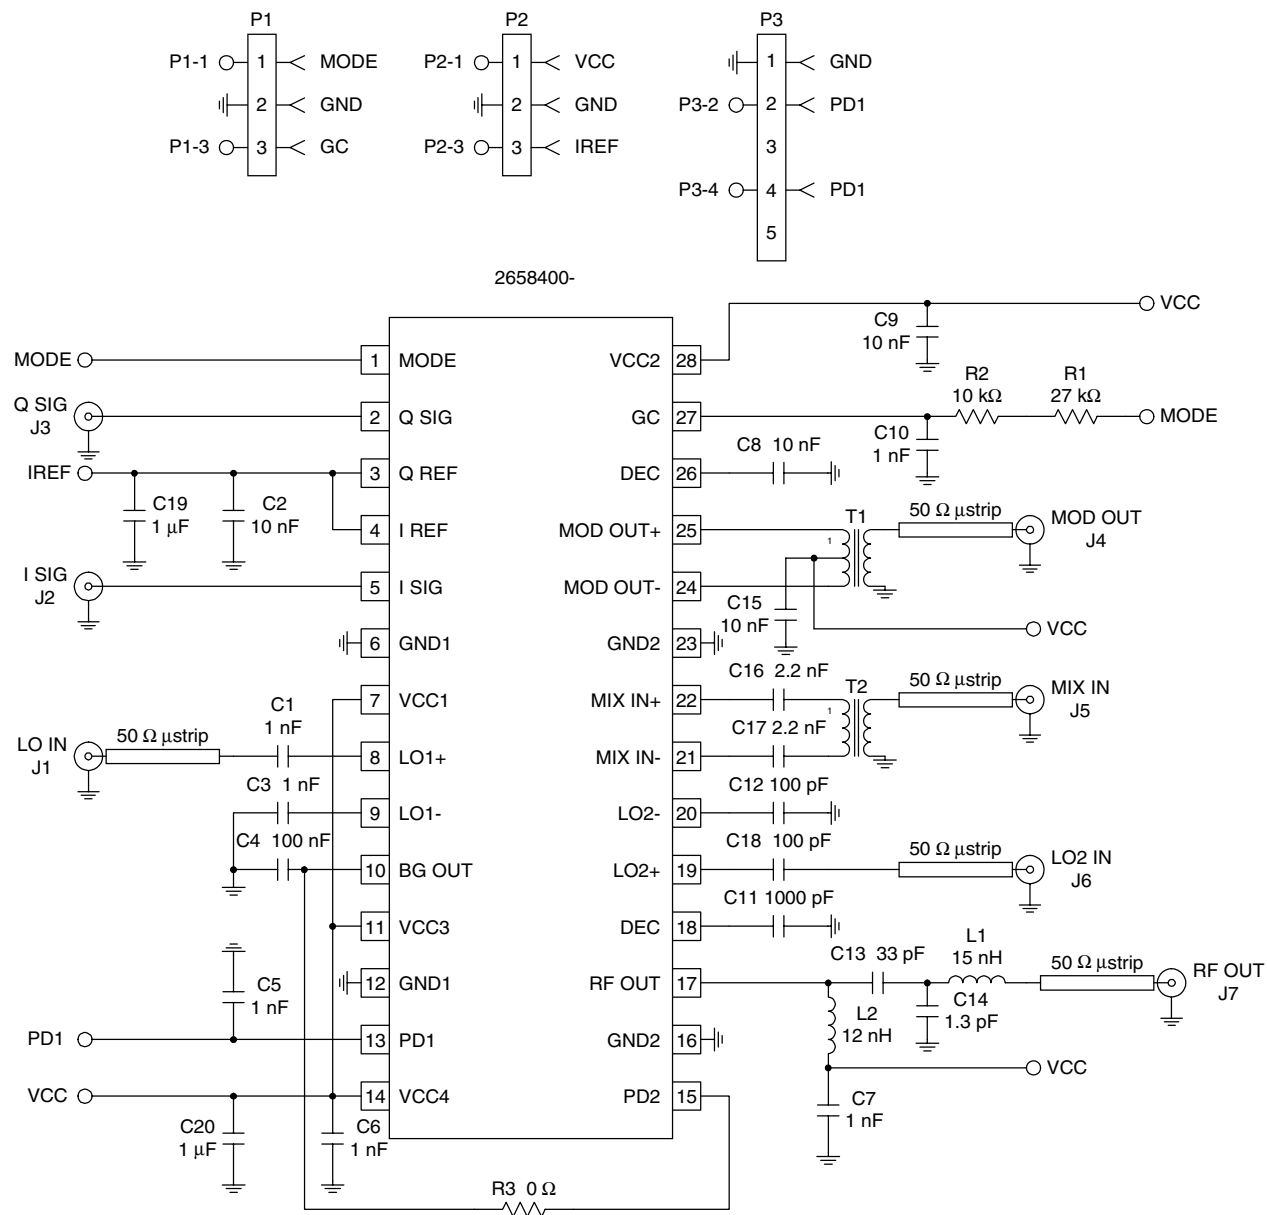 P1
P1-1 1 MODE
2 GND
P1-3 3 GC
P2
P2-1 1 VCC
2 GND
P2-3 3 IREF
P3
1 GND
P3-2 2 PD1
3
P3-4 4 PD1
5
2658400-
MODE
Q SIG
J3
IREF
C19
1 µF
C2
10 nF
I SIG
J2
C1
1 nF
LO IN
J1
50 Ω µstrip
C3 1 nF
C4 100 nF
C5
1 nF
PD1
VCC
C20
1 µF
C6
1 nF
R3 0 Ω
1 MODE
2 Q SIG
3 Q REF
4 I REF
5 I SIG
6 GND1
7 VCC1
8 LO1+
9 LO1-
10 BG OUT
11 VCC3
12 GND1
13 PD1
14 VCC4
VCC2 28
GC 27
DEC 26
MOD OUT+ 25
MOD OUT- 24
GND2 23
MIX IN+ 22
MIX IN- 21
LO2- 20
LO2+ 19
DEC 18
RF OUT 17
GND2 16
PD2 15
C9
10 nF
VCC
R2
10 kΩ
R1
27 kΩ
MODE
C10
1 nF
C8 10 nF
T1
1
50 Ω µstrip
MOD OUT
J4
C15
10 nF
VCC
C16 2.2 nF
T2
1
50 Ω µstrip
MIX IN
J5
C17 2.2 nF
C12 100 pF
C18 100 pF
50 Ω µstrip
LO2 IN
J6
C11 1000 pF
C13 33 pF
L1
15 nH
50 Ω µstrip
RF OUT
J7
C14
1.3 pF
L2
12 nH
VCC
C7
1 nF